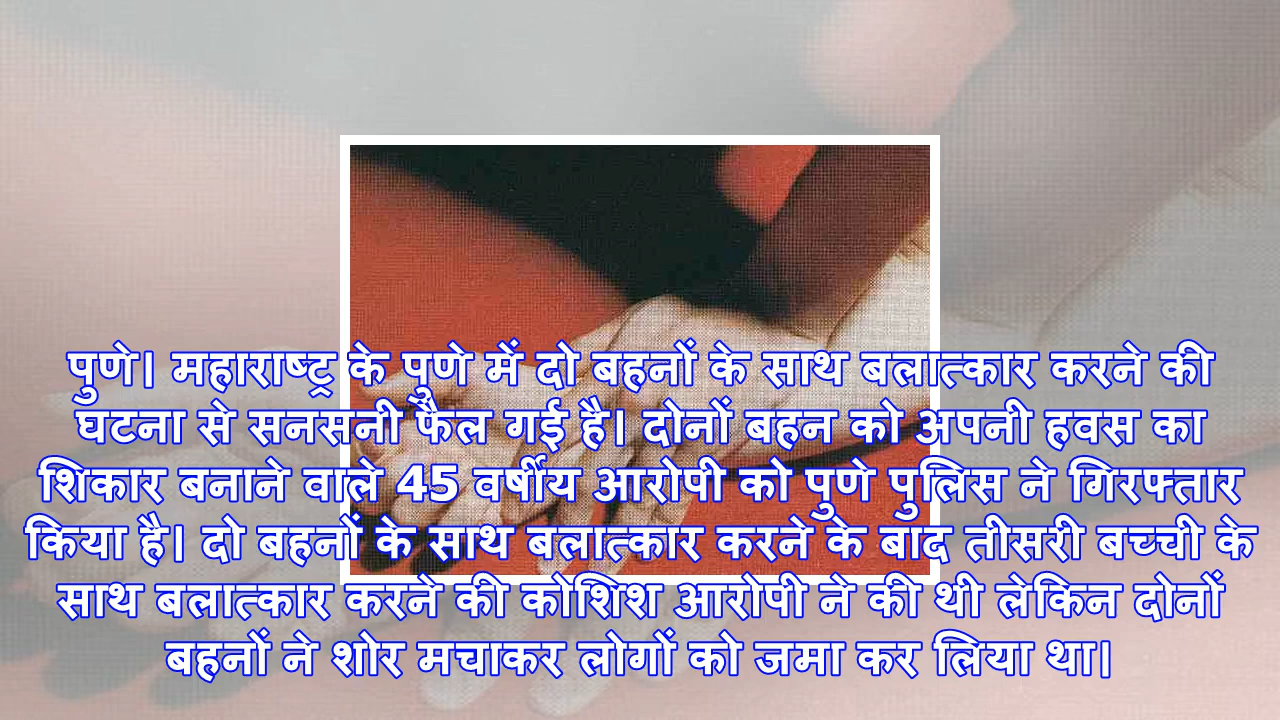 पुणे। महाराष्ट्र के पुणे में दो बहनों के साथ बलात्कार करने की
घटना से सनसनी फैल गई है। दोनों बहन को अपनी हवस का
शिकार बनाने वाले 45 वर्षीय आरोपी को पुणे पुलिस ने गिरफ्तार
किया है। दो बहनों के साथ बलात्कार करने के बाद तीसरी बच्ची के
साथ बलात्कार करने की कोशिश आरोपी ने की थी लेकिन दोनों
बहनों ने शोर मचाकर लोगों को जमा कर लिया था।